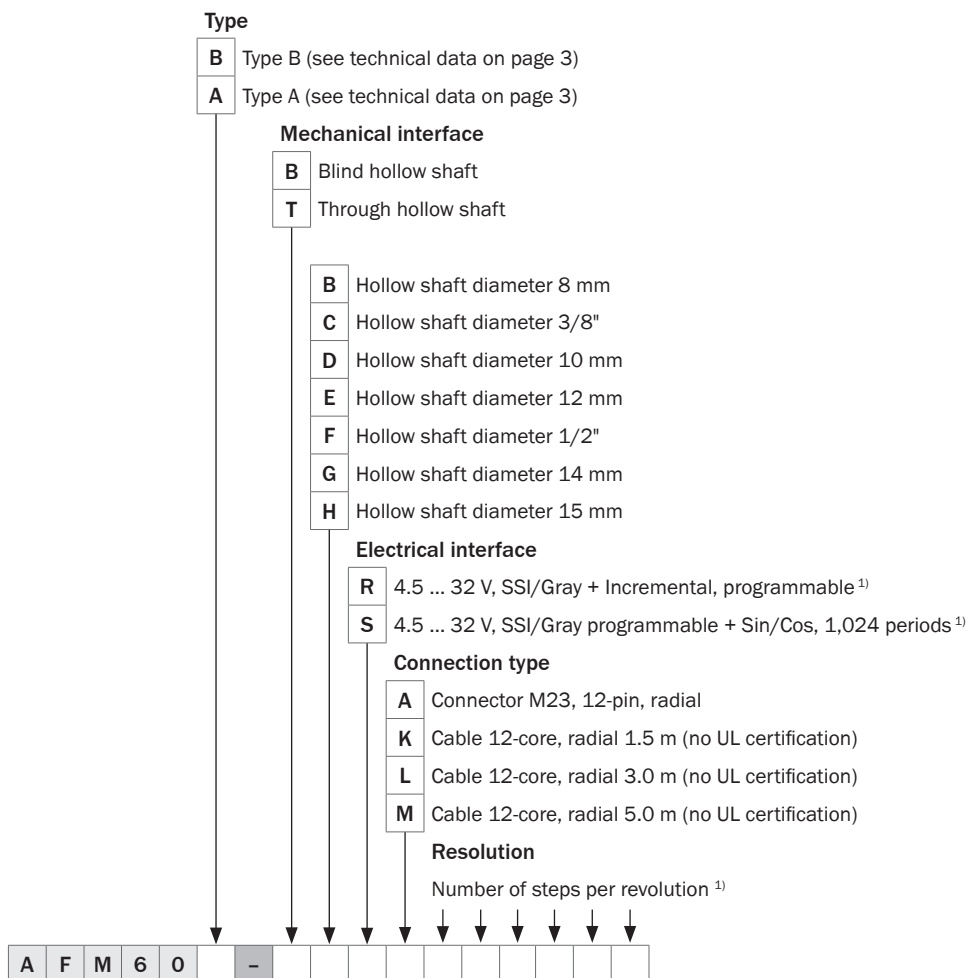 Type
B Type B (see technical data on page 3)
A Type A (see technical data on page 3)
Mechanical interface
B Blind hollow shaft
T Through hollow shaft
B Hollow shaft diameter 8 mm
C Hollow shaft diameter 3/8"
D Hollow shaft diameter 10 mm
E Hollow shaft diameter 12 mm
F Hollow shaft diameter 1/2"
G Hollow shaft diameter 14 mm
H Hollow shaft diameter 15 mm
Electrical interface
R 4.5 ... 32 V, SSI/Gray + Incremental, programmable 1)
S 4.5 ... 32 V, SSI/Gray programmable + Sin/Cos, 1,024 periods 1)
Connection type
A Connector M23, 12-pin, radial
K Cable 12-core, radial 1.5 m (no UL certification)
L Cable 12-core, radial 3.0 m (no UL certification)
M Cable 12-core, radial 5.0 m (no UL certification)
Resolution
Number of steps per revolution 1)
A F M 6 0 –